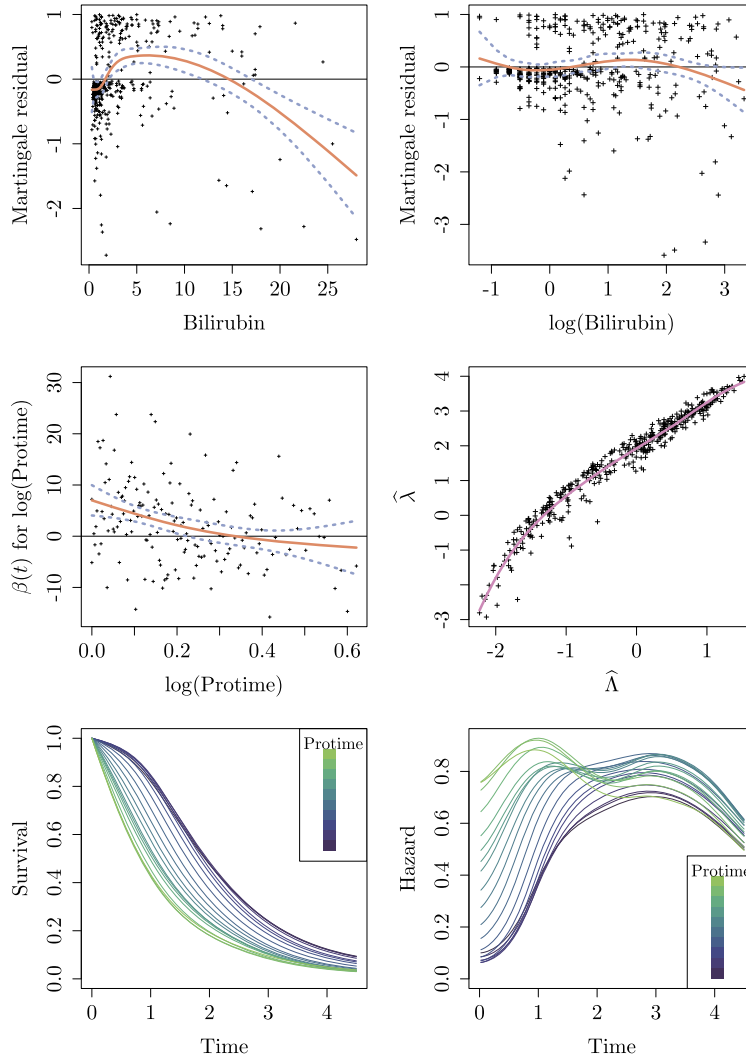 Martingale residual
1
0
-1
-2
0 5 10 15 20 25
Bilirubin
Martingale residual
1
0
-1
-2
-3
-1 0 1 2 3
log(Bilirubin)
β(t) for log(Protime)
30
20
10
0
-10
0.0 0.2 0.4 0.6
log(Protime)
λ̂
4
3
2
1
0
-1
-3
-2 -1 0 1
Λ̂
Survival
1.0
0.8
0.6
0.4
0.2
0.0
Protime
0 1 2 3 4
Time
Hazard
0.8
0.6
0.4
0.2
0.0
Protime
0 1 2 3 4
Time